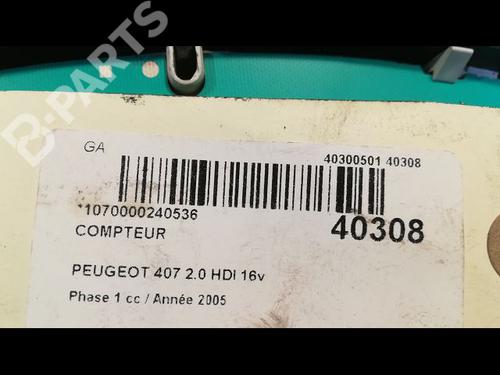 B-PARTS
GA
40300501 40308
*1070000240536
40308
COMPTEUR
PEUGEOT 407 2.0 HDI 16v
Phase 1 cc / Année 2005